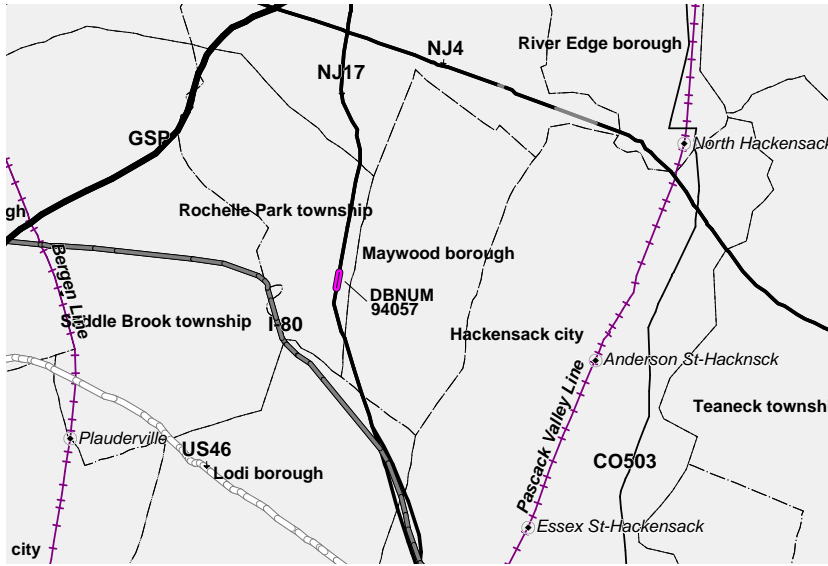 River Edge borough
NJ4
NJ17
GSP
North Hackensack
Rochelle Park township
gh
Maywood borough
Bergen Line
DBNUM
94057
Saddle Brook township
I-80
Hackensack city
Anderson St-Hacknsck
Pascack Valley Line
Teaneck townshi
Plauderville
US46
CO503
Lodi borough
Essex St-Hackensack
city